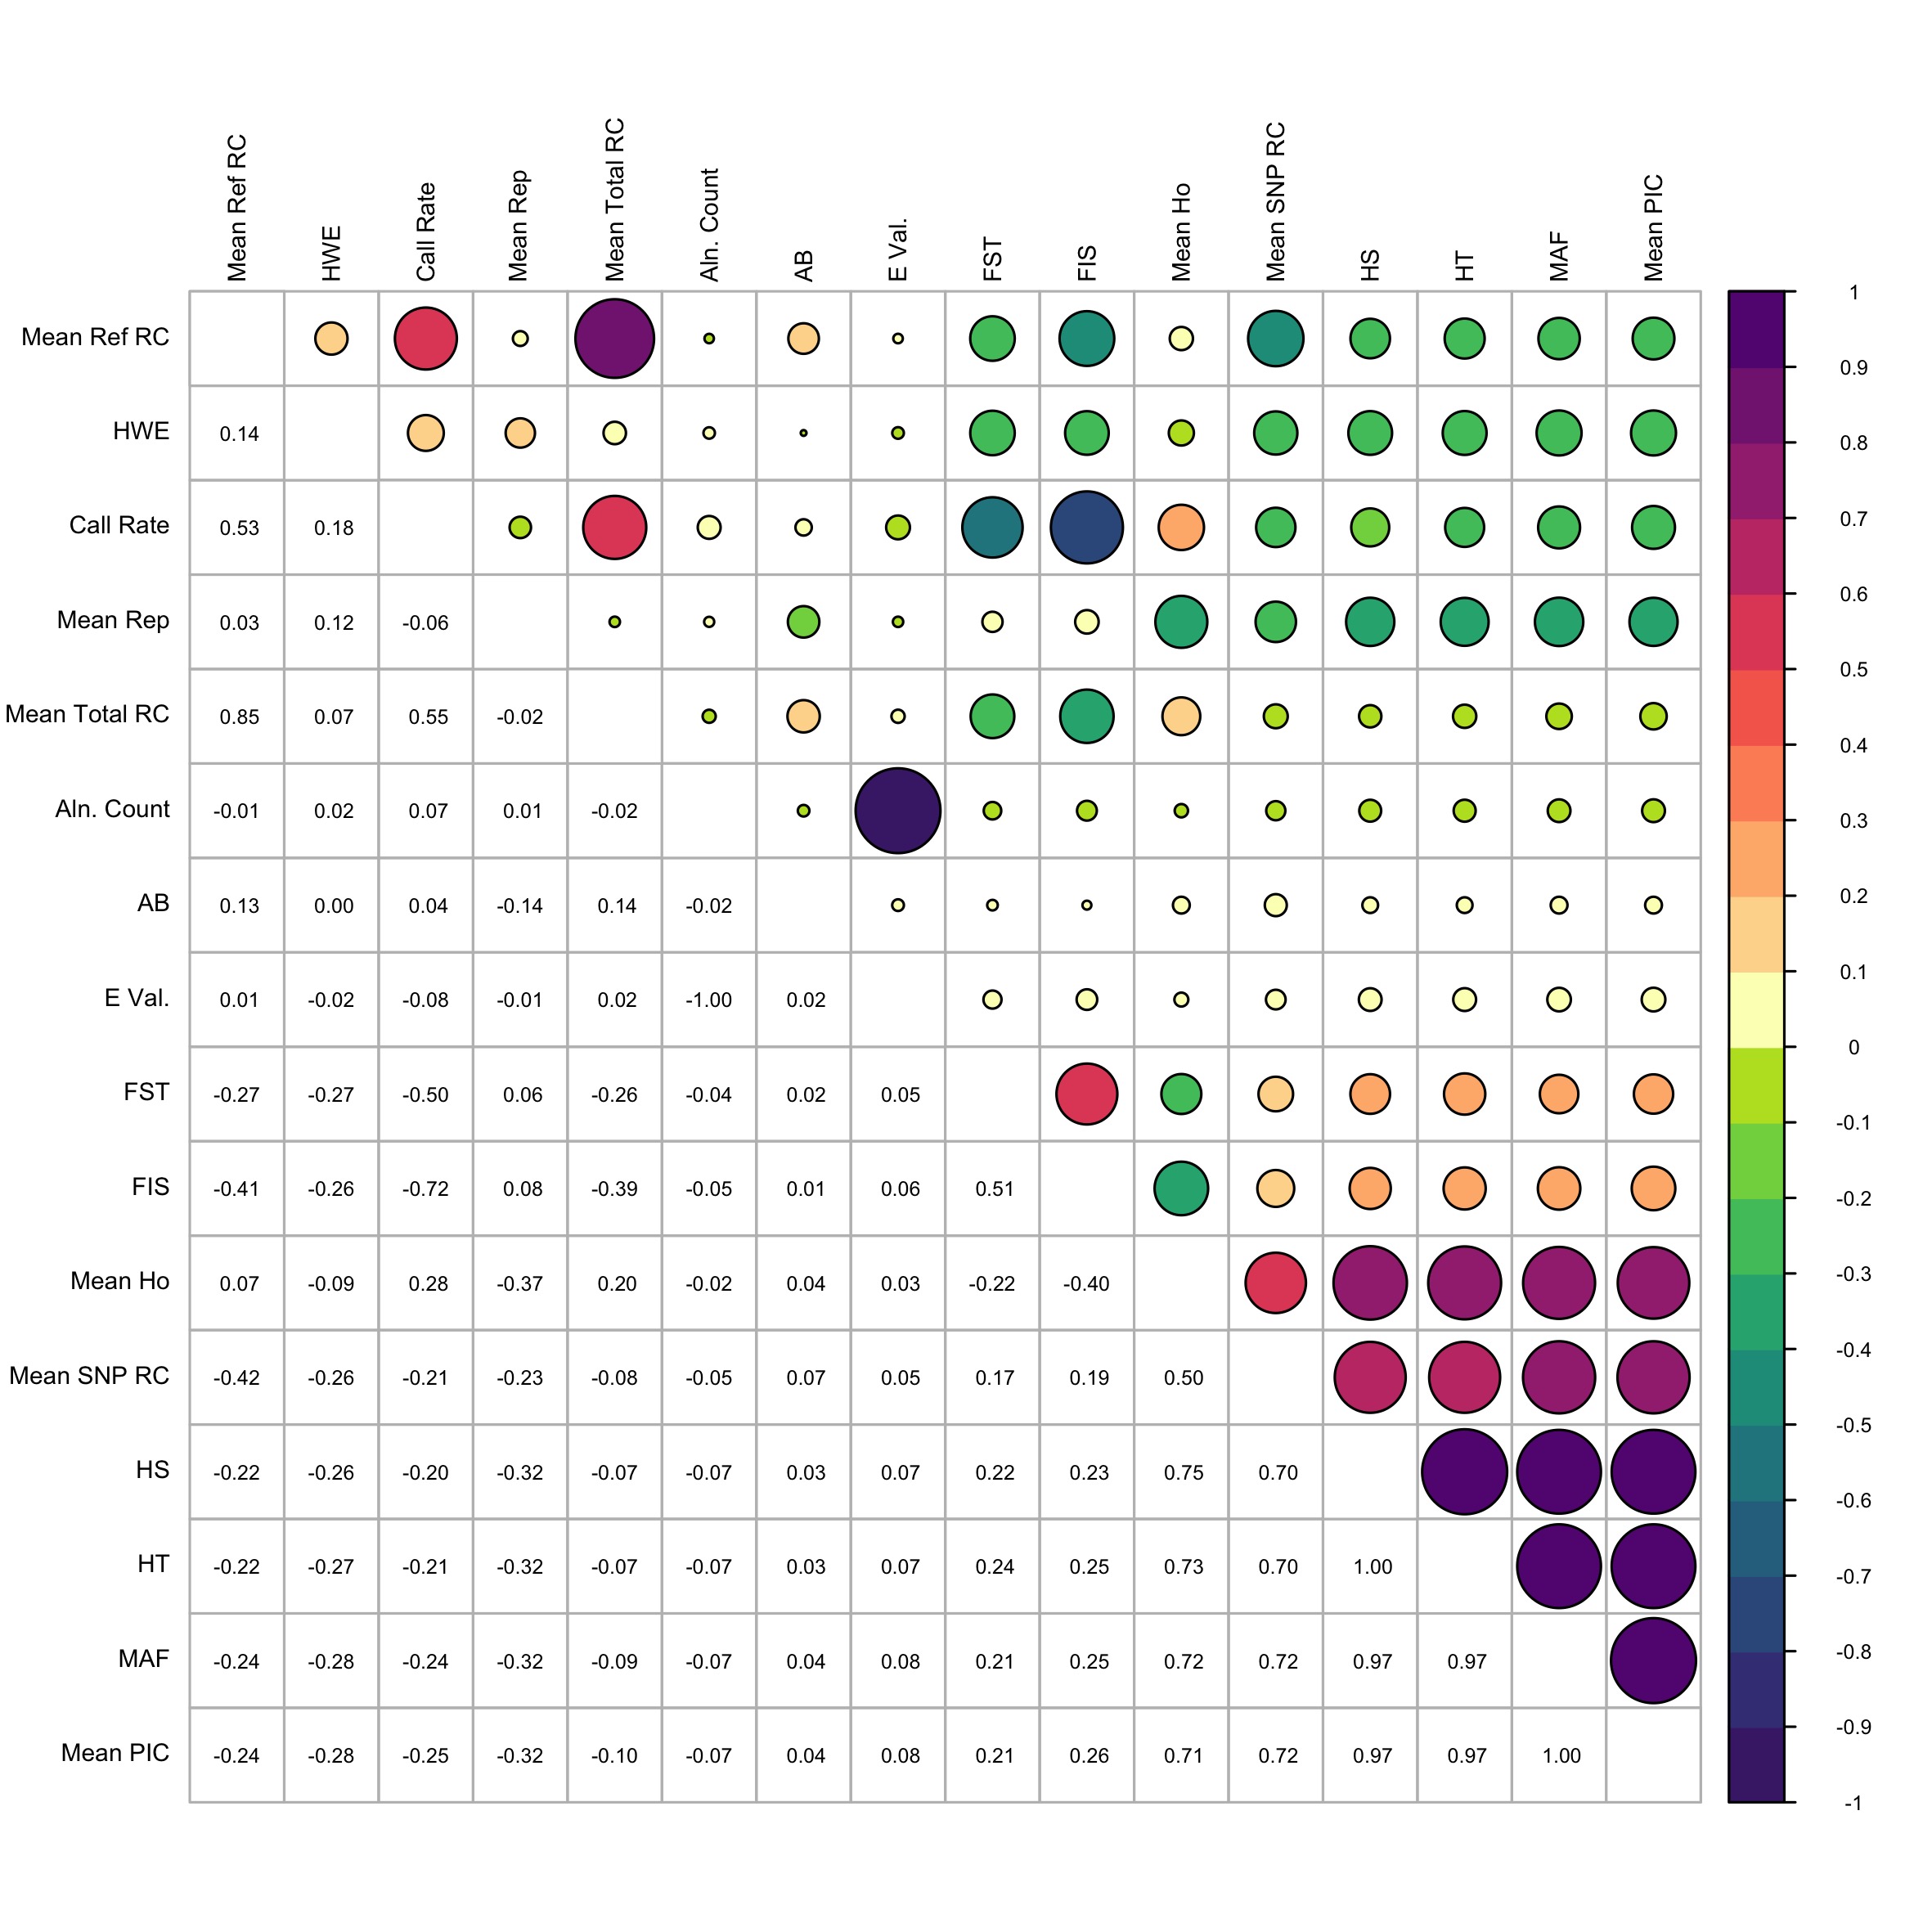 Mean Ref RC HWE Call Rate Mean Rep Mean Total RC Aln. Count AB E Val. FST FIS Mean Ho Mean SNP RC HS HT MAF Mean PIC
Mean Ref RC
HWE 0.14
Call Rate 0.53 0.18
Mean Rep 0.03 0.12 -0.06
Mean Total RC 0.85 0.07 0.55 -0.02
Aln. Count -0.01 0.02 0.07 0.01 -0.02
AB 0.13 0.00 0.04 -0.14 0.14 -0.02
E Val. 0.01 -0.02 -0.08 -0.01 0.02 -1.00 0.02
FST -0.27 -0.27 -0.50 0.06 -0.26 -0.04 0.02 0.05
FIS -0.41 -0.26 -0.72 0.08 -0.39 -0.05 0.01 0.06 0.51
Mean Ho 0.07 -0.09 0.28 -0.37 0.20 -0.02 0.04 0.03 -0.22 -0.40
Mean SNP RC -0.42 -0.26 -0.21 -0.23 -0.08 -0.05 0.07 0.05 0.17 0.19 0.50
HS -0.22 -0.26 -0.20 -0.32 -0.07 -0.07 0.03 0.07 0.22 0.23 0.75 0.70
HT -0.22 -0.27 -0.21 -0.32 -0.07 -0.07 0.03 0.07 0.24 0.25 0.73 0.70 1.00
MAF -0.24 -0.28 -0.24 -0.32 -0.09 -0.07 0.04 0.08 0.21 0.25 0.72 0.72 0.97 0.97
Mean PIC -0.24 -0.28 -0.25 -0.32 -0.10 -0.07 0.04 0.08 0.21 0.26 0.71 0.72 0.97 0.97 1.00
1
0.9
0.8
0.7
0.6
0.5
0.4
0.3
0.2
0.1
0
-0.1
-0.2
-0.3
-0.4
-0.5
-0.6
-0.7
-0.8
-0.9
-1